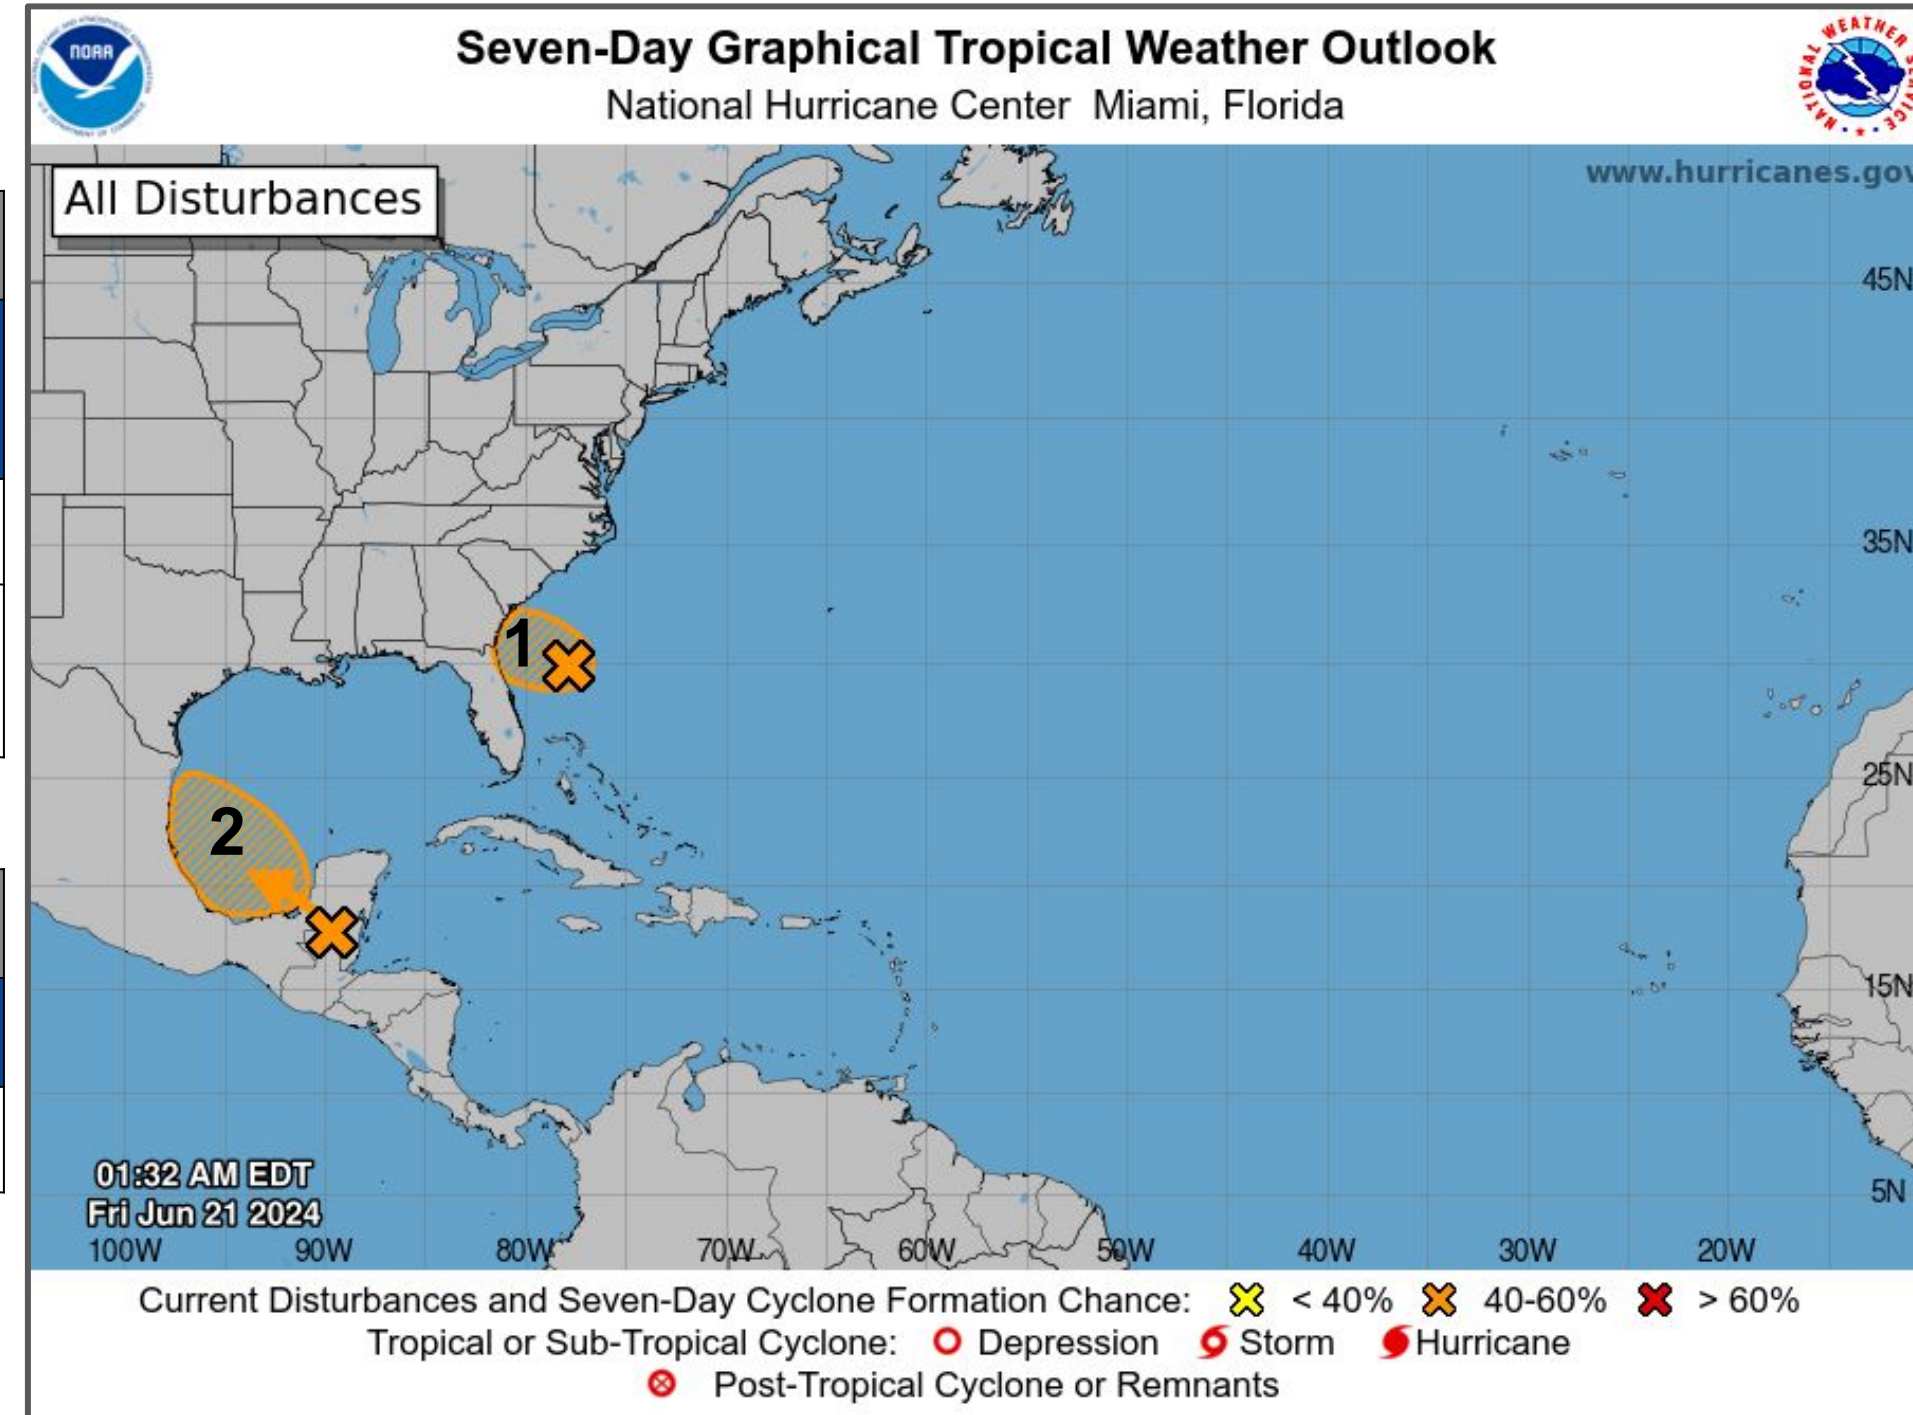 NOAA
Seven-Day Graphical Tropical Weather Outlook
National Hurricane Center Miami, Florida
All Disturbances
www.hurricanes.gov
45N
35N
1
25N
2
15N
01:32 AM EDT
Fri Jun 21 2024
5N
100W 90W 80W 70W 60W 50W 40W 30W 20W
Current Disturbances and Seven-Day Cyclone Formation Chance: < 40% 40-60% > 60%
Tropical or Sub-Tropical Cyclone: Depression Storm Hurricane
Post-Tropical Cyclone or Remnants